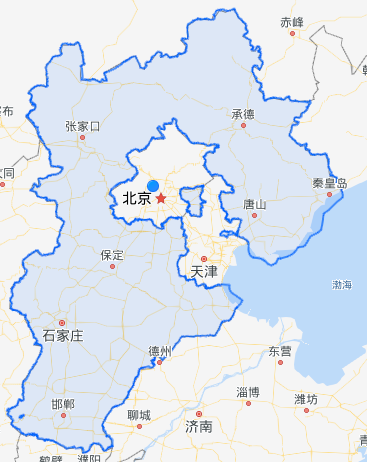 赤峰
承德
张家口
秦皇岛
北京
唐山
保定
天津
渤海
石家庄
德州
东营
邯郸
淄博
潍坊
聊城
济南
濮阳